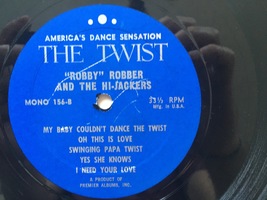 AMERICA'S DANCE SENSATION
THE TWIST
"ROBBY" ROBBER
AND THE HI-JACKERS
MONO 156-B
33⅓ RPM
Mfg. in U.S.A.
MY BABY COULDN'T DANCE THE TWIST
OH THIS IS LOVE
SWINGING PAPA TWIST
YES SHE KNOWS
I NEED YOUR LOVE
A PRODUCT OF
PREMIER ALBUMS, INC.